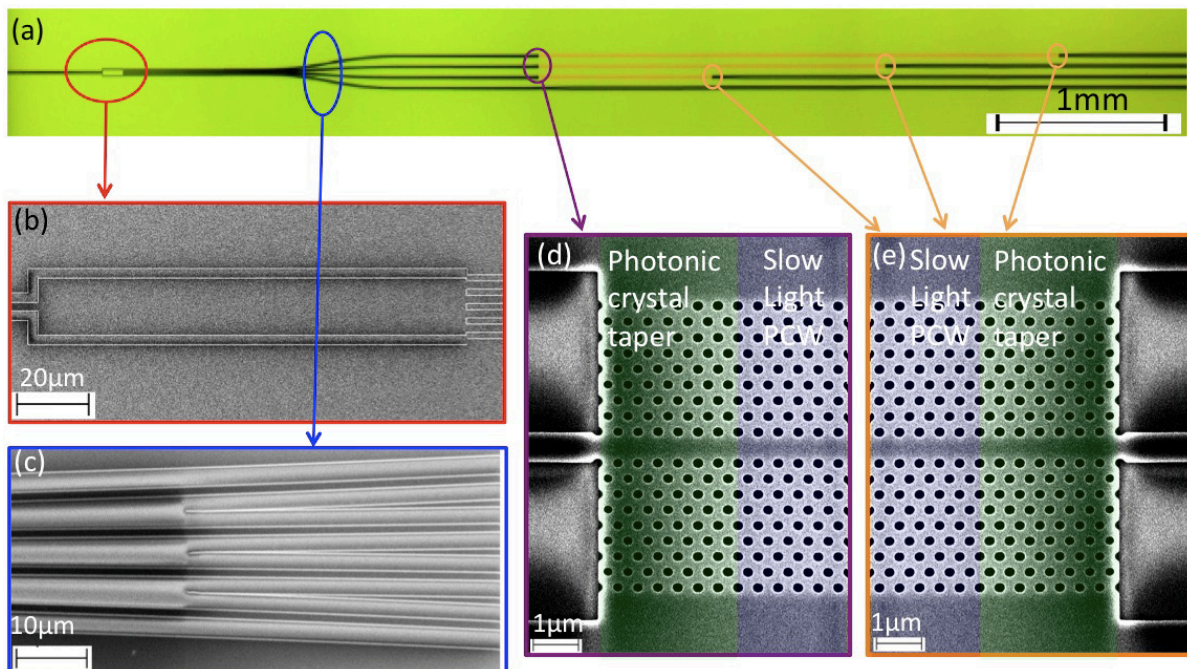 (a)
1mm
(b)
20μm
(c)
10μm
(d)
Photonic
crystal
taper
Slow
Light
PCW
1μm
(e)
Slow
Light
PCW
Photonic
crystal
taper
1μm